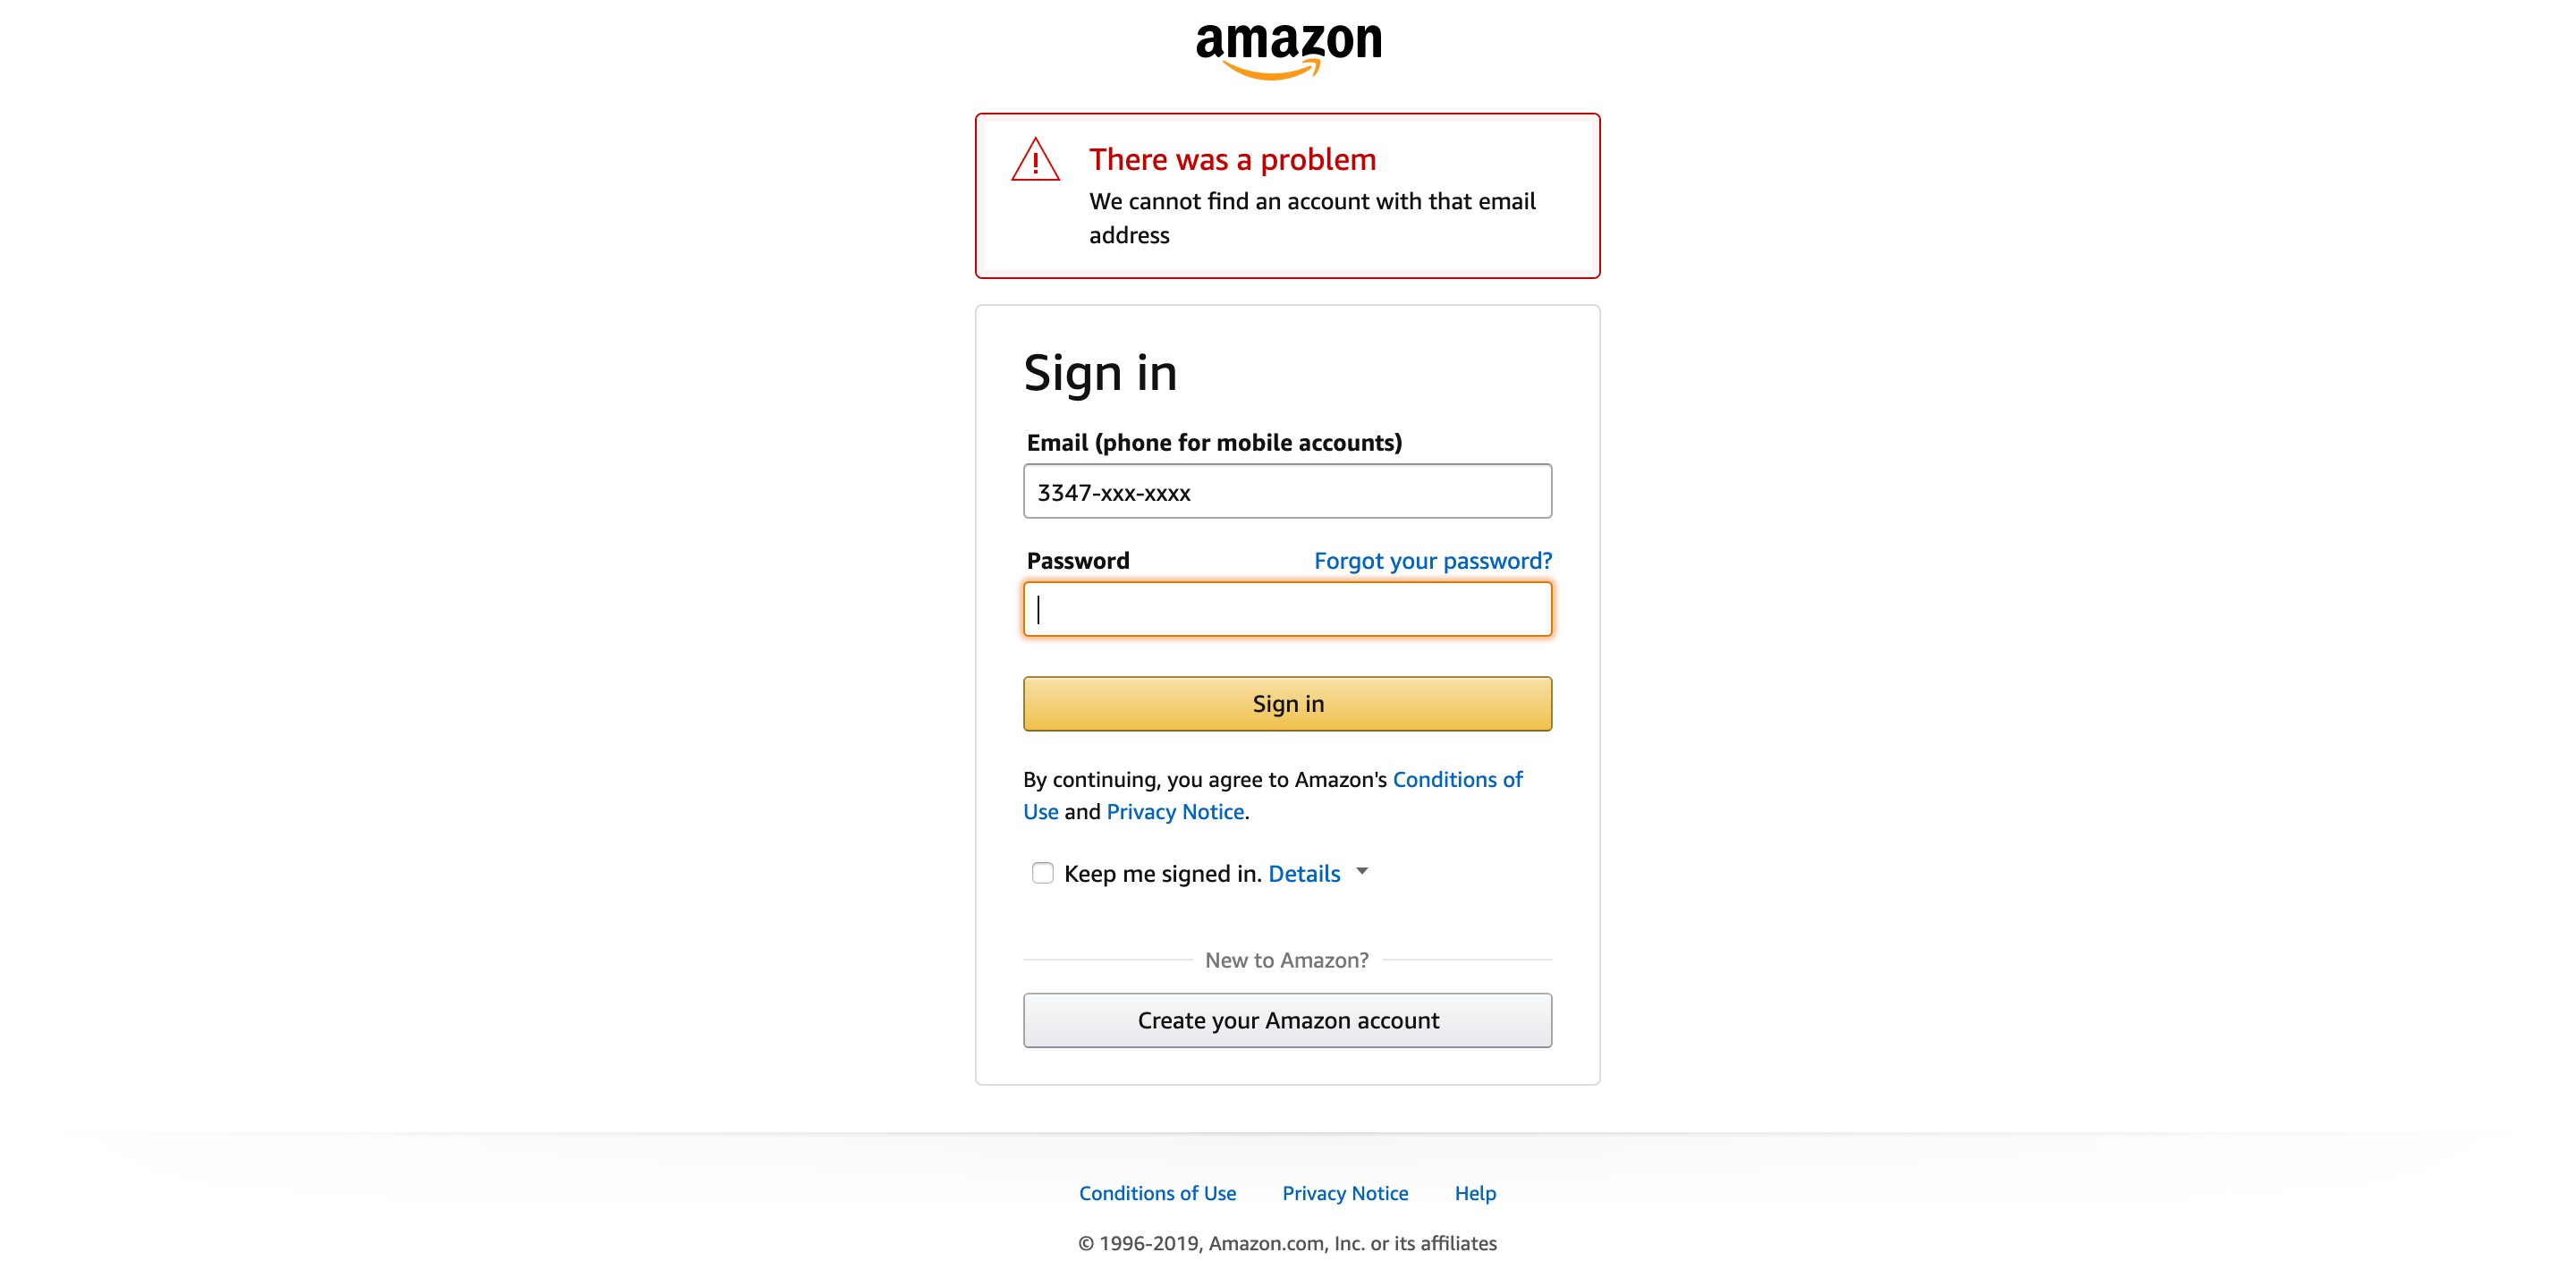 amazon
There was a problem
We cannot find an account with that email
address
Sign in
Email (phone for mobile accounts)
3347-xxx-xxxx
Password Forgot your password?
Sign in
By continuing, you agree to Amazon's Conditions of
Use and Privacy Notice.
Keep me signed in. Details
New to Amazon?
Create your Amazon account
Conditions of Use Privacy Notice Help
© 1996-2019, Amazon.com, Inc. or its affiliates